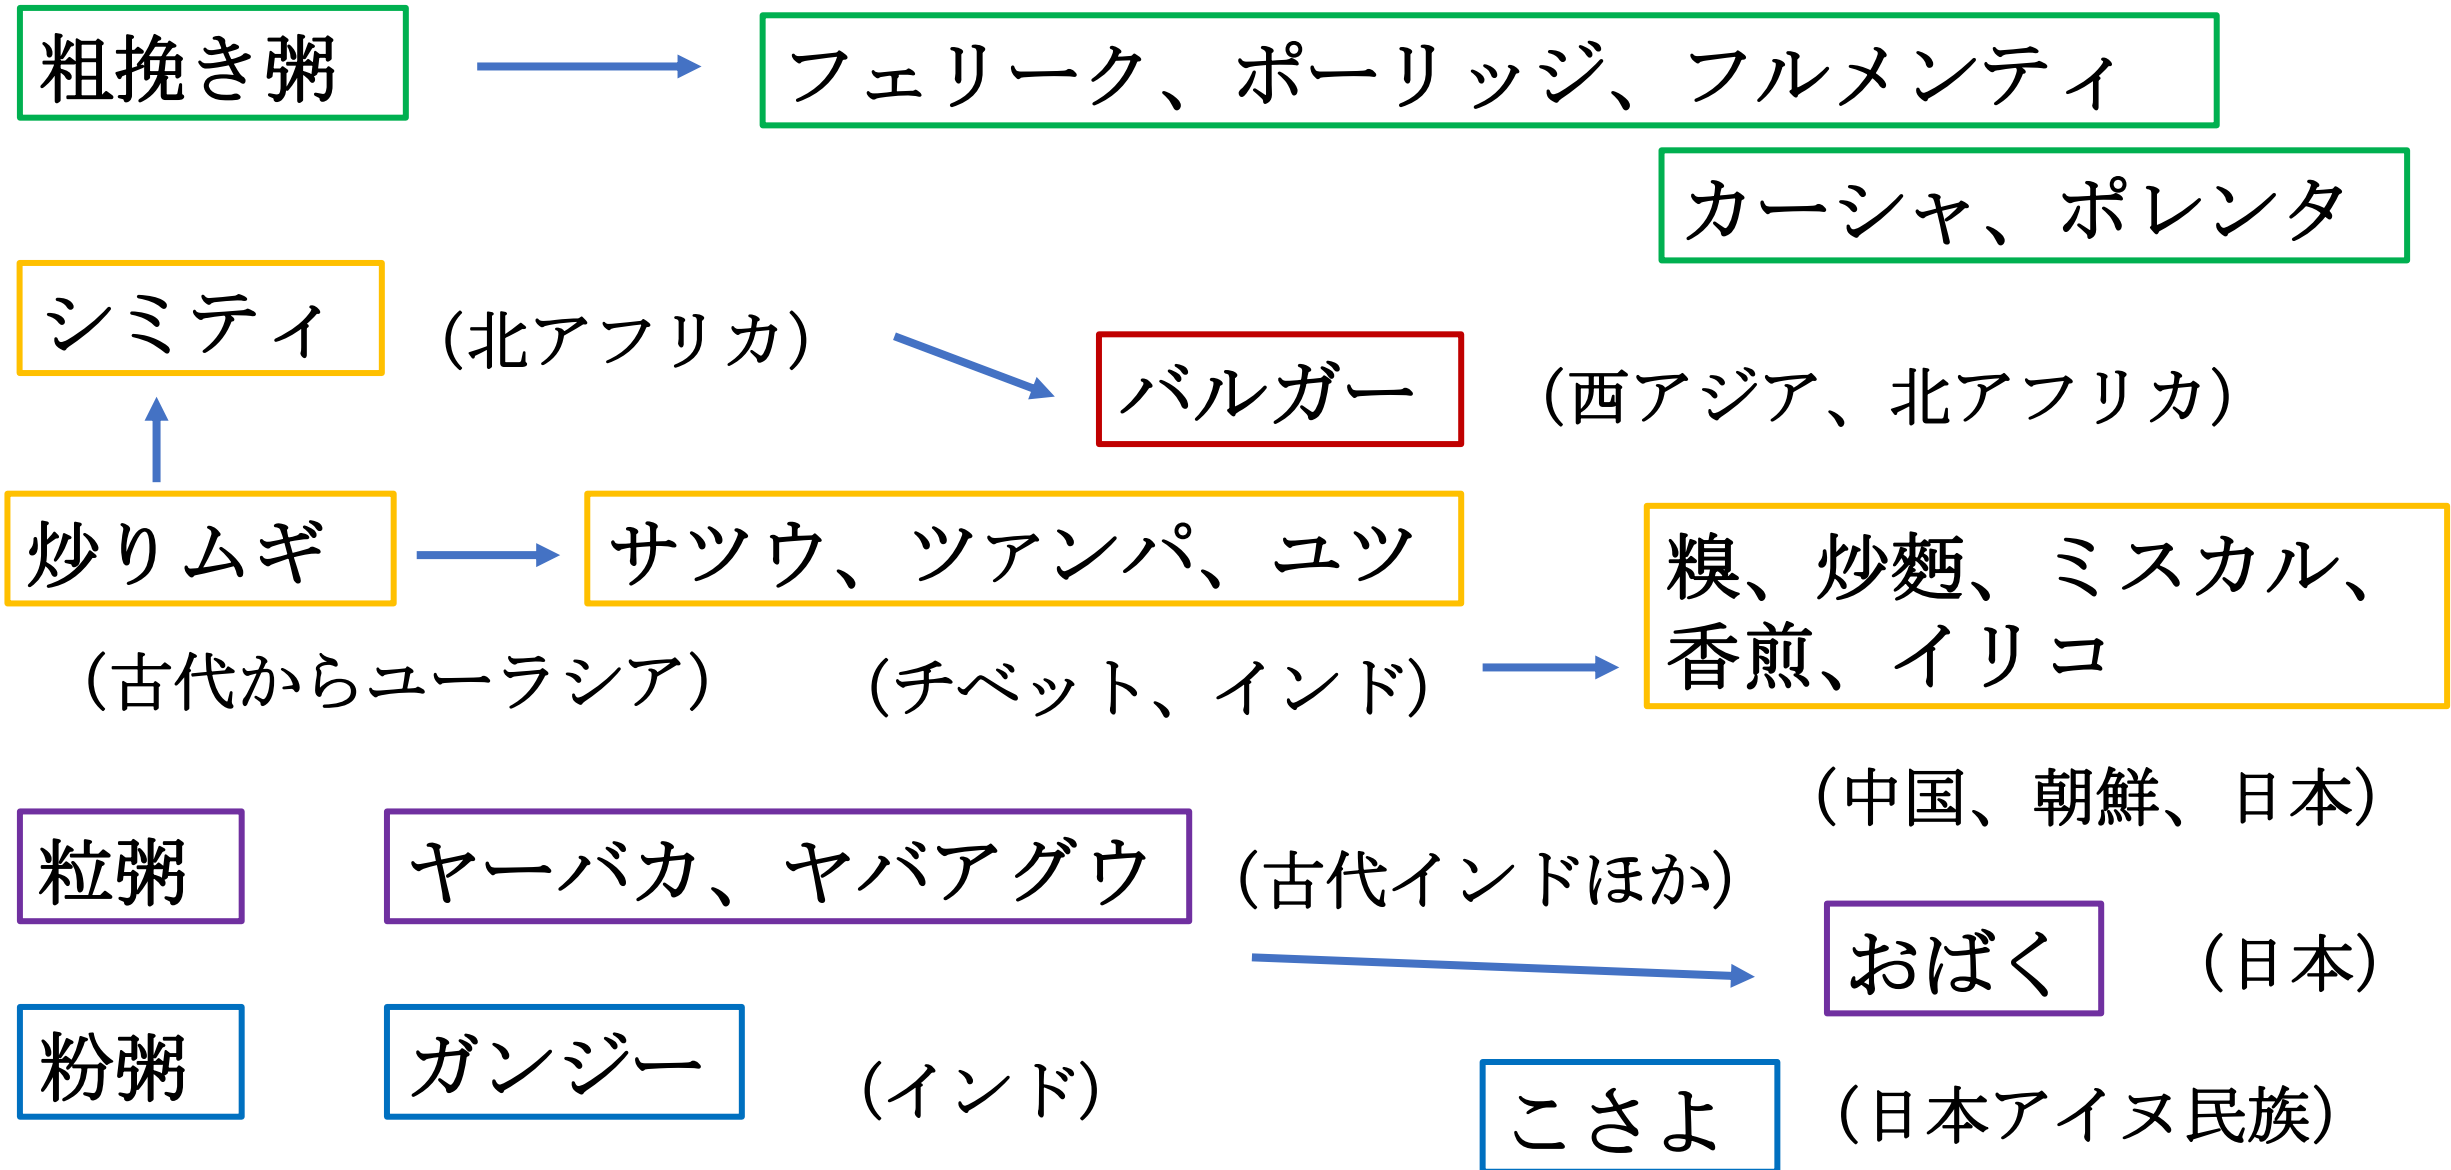 粗挽き粥
フェリーク、ポーリッジ、フルメンティ
カーシャ、ポレンタ
シミティ
（北アフリカ）
バルガー
（西アジア、北アフリカ）
炒りムギ
サツウ、ツァンパ、ユツ
糗、炒麪、ミスカル、
香煎、イリコ
（古代からユーラシア）
（チベット、インド）
（中国、朝鮮、日本）
粒粥
ヤーバカ、ヤバアグウ
（古代インドほか）
おばく
（日本）
粉粥
ガンジー
（インド）
こさよ
（日本アイヌ民族）